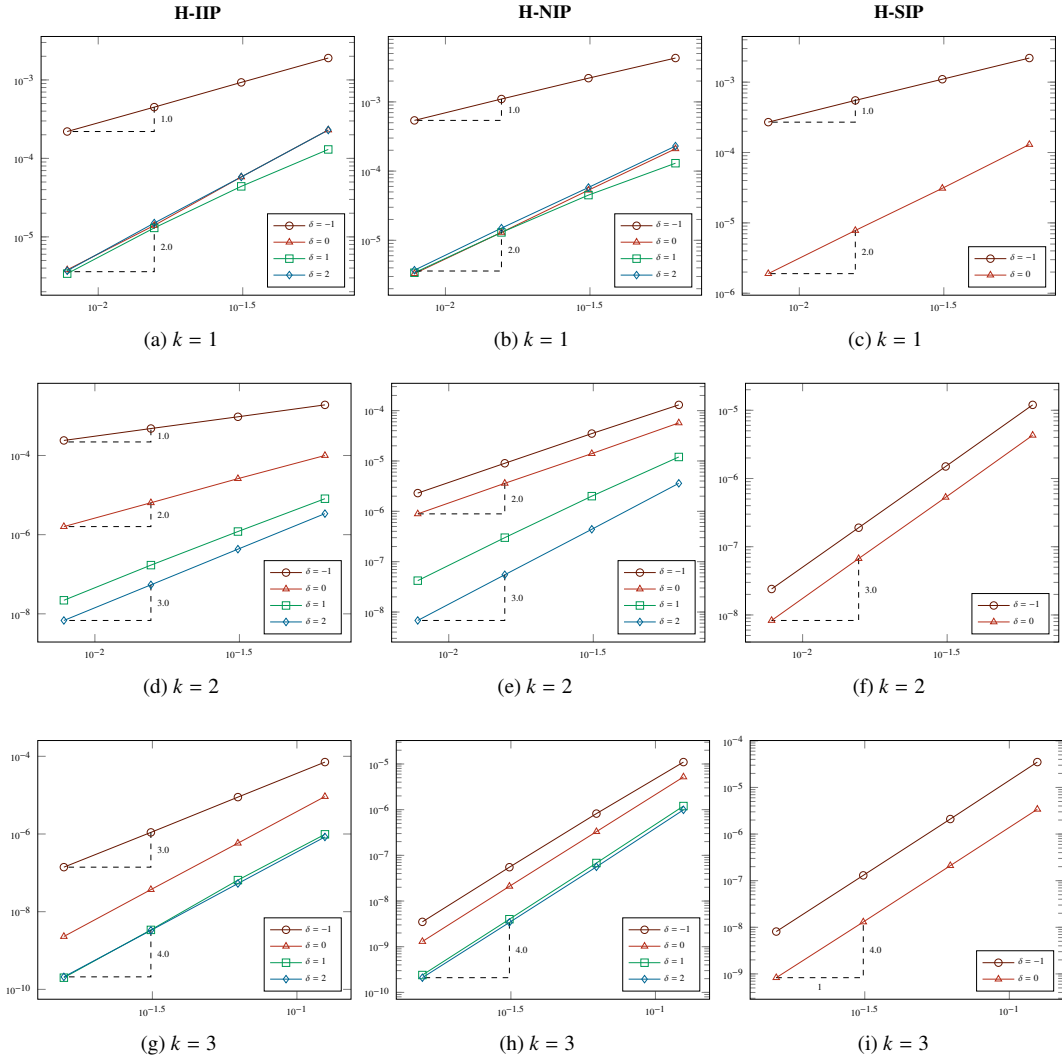 H-IIP H-NIP H-SIP
10⁻³
10⁻⁴
10⁻⁵
10⁻² 10⁻¹·⁵
1.0
2.0
δ = −1
δ = 0
δ = 1
δ = 2
(a) k = 1
10⁻³
10⁻⁴
10⁻⁵
10⁻² 10⁻¹·⁵
1.0
2.0
δ = −1
δ = 0
δ = 1
δ = 2
(b) k = 1
10⁻³
10⁻⁴
10⁻⁵
10⁻⁶
10⁻² 10⁻¹·⁵
1.0
2.0
δ = −1
δ = 0
(c) k = 1
10⁻⁴
10⁻⁶
10⁻⁸
10⁻² 10⁻¹·⁵
1.0
2.0
3.0
δ = −1
δ = 0
δ = 1
δ = 2
(d) k = 2
10⁻⁴
10⁻⁵
10⁻⁶
10⁻⁷
10⁻⁸
10⁻² 10⁻¹·⁵
2.0
3.0
δ = −1
δ = 0
δ = 1
δ = 2
(e) k = 2
10⁻⁵
10⁻⁶
10⁻⁷
10⁻⁸
10⁻² 10⁻¹·⁵
3.0
δ = −1
δ = 0
(f) k = 2
10⁻⁴
10⁻⁶
10⁻⁸
10⁻¹⁰
10⁻¹·⁵ 10⁻¹
3.0
4.0
δ = −1
δ = 0
δ = 1
δ = 2
(g) k = 3
10⁻⁵
10⁻⁶
10⁻⁷
10⁻⁸
10⁻⁹
10⁻¹⁰
10⁻¹·⁵ 10⁻¹
4.0
δ = −1
δ = 0
δ = 1
δ = 2
(h) k = 3
10⁻⁴
10⁻⁵
10⁻⁶
10⁻⁷
10⁻⁸
10⁻⁹
10⁻¹·⁵ 10⁻¹
4.0
1
δ = −1
δ = 0
(i) k = 3